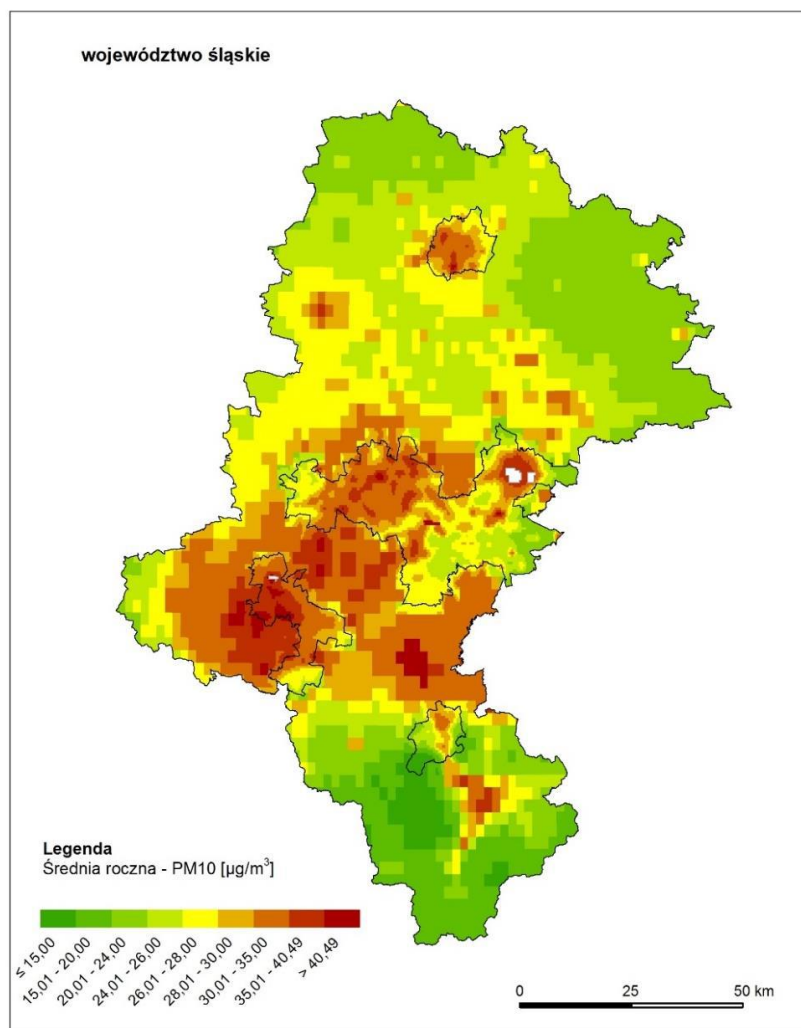 województwo śląskie
Legenda
Średnia roczna - PM10 [µg/m³]
≤ 15,00
15,01 - 20,00
20,01 - 24,00
24,01 - 26,00
26,01 - 28,00
28,01 - 30,00
30,01 - 35,00
35,01 - 40,49
> 40,49
0 25 50 km